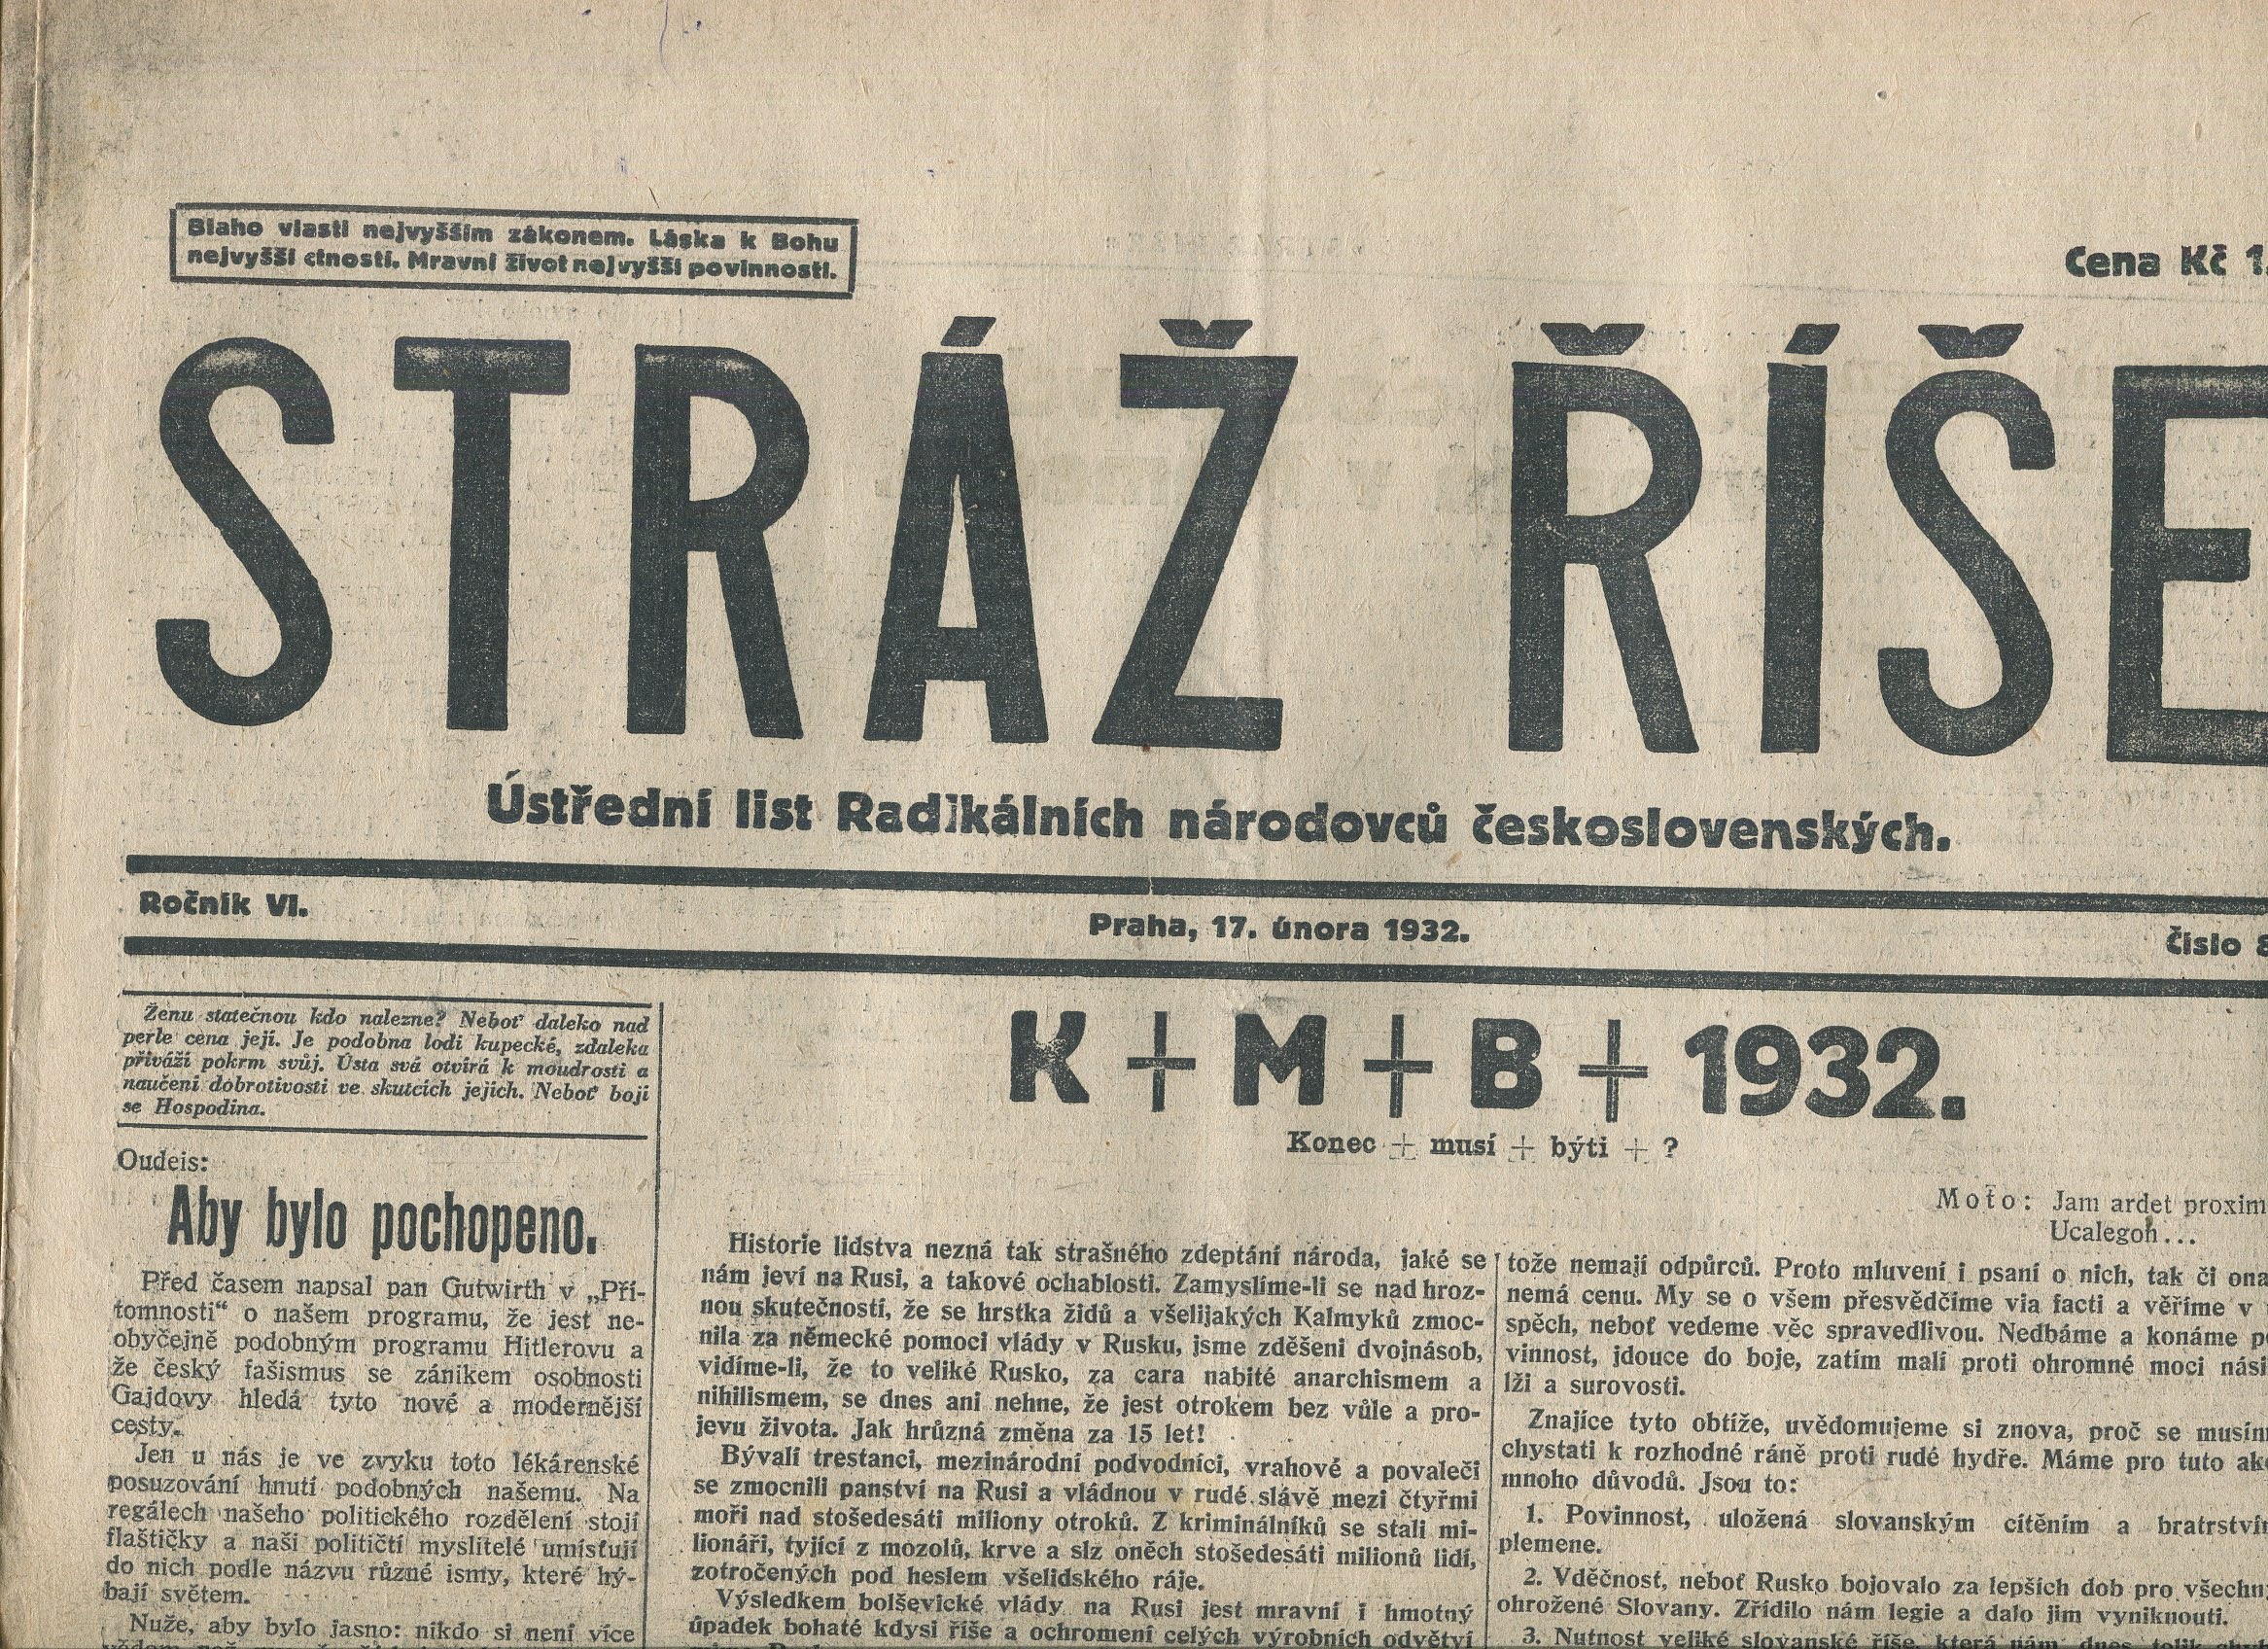 Blaho vlasti nejvyšším zákonem. Láska k Bohu
nejvyšší ctností. Mravní život nejvyšší povinností.
Cena Kč 1.
STRÁŽ ŘÍŠE
Ústřední list Radikálních národovců československých.
Ročník VI.
Praha, 17. února 1932.
Číslo 8
Ženu statečnou kdo nalezne? Neboť daleko nad
perle cena její. Je podobna lodi kupecké, zdaleka
přiváží pokrm svůj. Ústa svá otvírá k moudrosti a
naučení dobrotivosti ve skutcích jejích. Neboť bojí
se Hospodina.
Oudeis:
Aby bylo pochopeno.
Před časem napsal pan Gutwirth v „Pří-
tomnosti“ o našem programu, že jest ne-
obyčejně podobným programu Hitlerovu a
že český fašismus se zánikem osobnosti
Gajdovy hledá tyto nové a modernější
cesty.
Jen u nás je ve zvyku toto lékárenské
posuzování hnutí podobných našemu. Na
regálech našeho politického rozdělení stojí
flaštičky a naši političtí myslitelé umísťují
do nich podle názvu různé ismy, které hý-
bají světem.
Nuže, aby bylo jasno: nikdo si není více
K + M + B + 1932.
Konec + musí + býti + ?
Moto: Jam ardet proxim
Ucalegon...
Historie lidstva nezná tak strašného zdeptání národa, jaké se
nám jeví na Rusi, a takové ochablosti. Zamyslíme-li se nad hroz-
nou skutečností, že se hrstka židů a všelijakých Kalmyků zmoc-
nila za německé pomoci vlády v Rusku, jsme zděšeni dvojnásob,
vidíme-li, že to veliké Rusko, za cara nabité anarchismem a
nihilismem, se dnes ani nehne, že jest otrokem bez vůle a pro-
jevu života. Jak hrůzná změna za 15 let!
Bývalí trestanci, mezinárodní podvodníci, vrahové a povaleči
se zmocnili panství na Rusi a vládnou v rudé slávě mezi čtyřmi
moři nad stošedesáti miliony otroků. Z kriminálníků se stali mi-
lionáři, tyjící z mozolů, krve a slz oněch stošedesáti milionů lidí,
zotročených pod heslem všelidského ráje.
Výsledkem bolševické vlády na Rusi jest mravní i hmotný
úpadek bohaté kdysi říše a ochromení celých výrobních odvětví
tože nemají odpůrců. Proto mluvení i psaní o nich, tak či ona
nemá cenu. My se o všem přesvědčíme via facti a věříme v
spěch, neboť vedeme věc spravedlivou. Nedbáme a konáme po
vinnost, jdouce do boje, zatím malí proti ohromné moci nási
lži a surovosti.
Znajíce tyto obtíže, uvědomujeme si znova, proč se musím
chystati k rozhodné ráně proti rudé hydře. Máme pro tuto akc
mnoho důvodů. Jsou to:
1. Povinnost, uložená slovanským cítěním a bratrstvím
plemene.
2. Vděčnost, neboť Rusko bojovalo za lepších dob pro všechn
ohrožené Slovany. Zřídilo nám legie a dalo jim vyniknouti.
3. Nutnost veliké slovanské říše, která nám dnes tolik